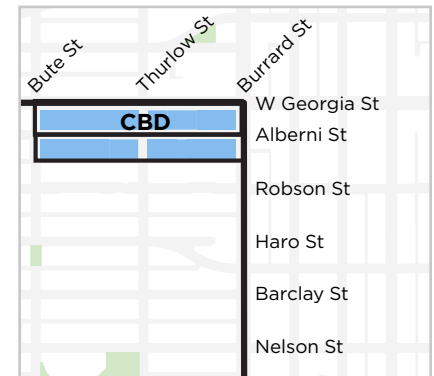 Bute St
Thurlow St
Burrard St
W Georgia St
CBD
Alberni St
Robson St
Haro St
Barclay St
Nelson St